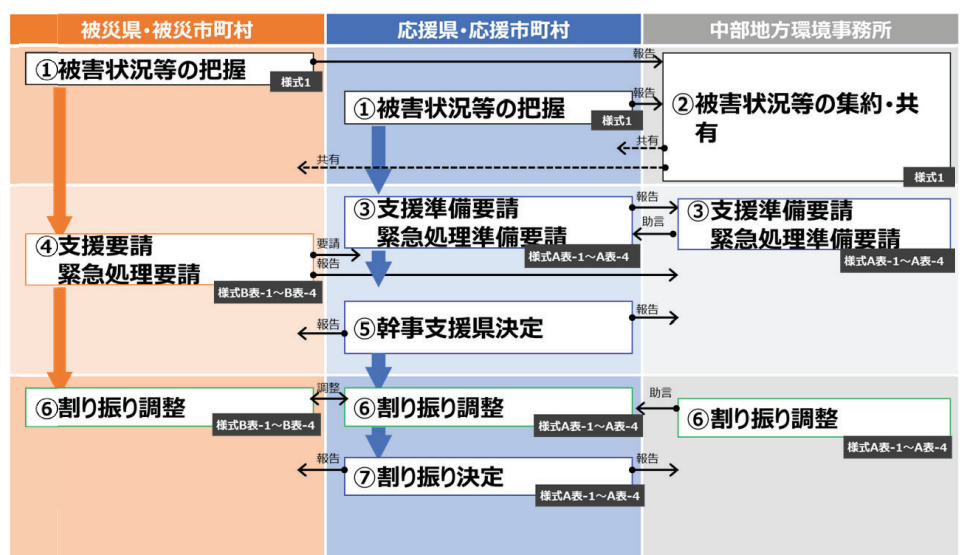 被災県・被災市町村
応援県・応援市町村
中部地方環境事務所
①被害状況等の把握
様式1
報告
①被害状況等の把握
様式1
報告
②被害状況等の集約・共
有
様式1
共有
共有
③支援準備要請
緊急処理準備要請
様式A表-1~A表-4
報告
助言
③支援準備要請
緊急処理準備要請
様式A表-1~A表-4
④支援要請
緊急処理要請
様式B表-1~B表-4
要請
報告
報告
⑤幹事支援県決定
報告
⑥割り振り調整
様式B表-1~B表-4
調整
⑥割り振り調整
様式A表-1~A表-4
助言
⑥割り振り調整
様式A表-1~A表-4
報告
⑦割り振り決定
様式A表-1~A表-4
報告